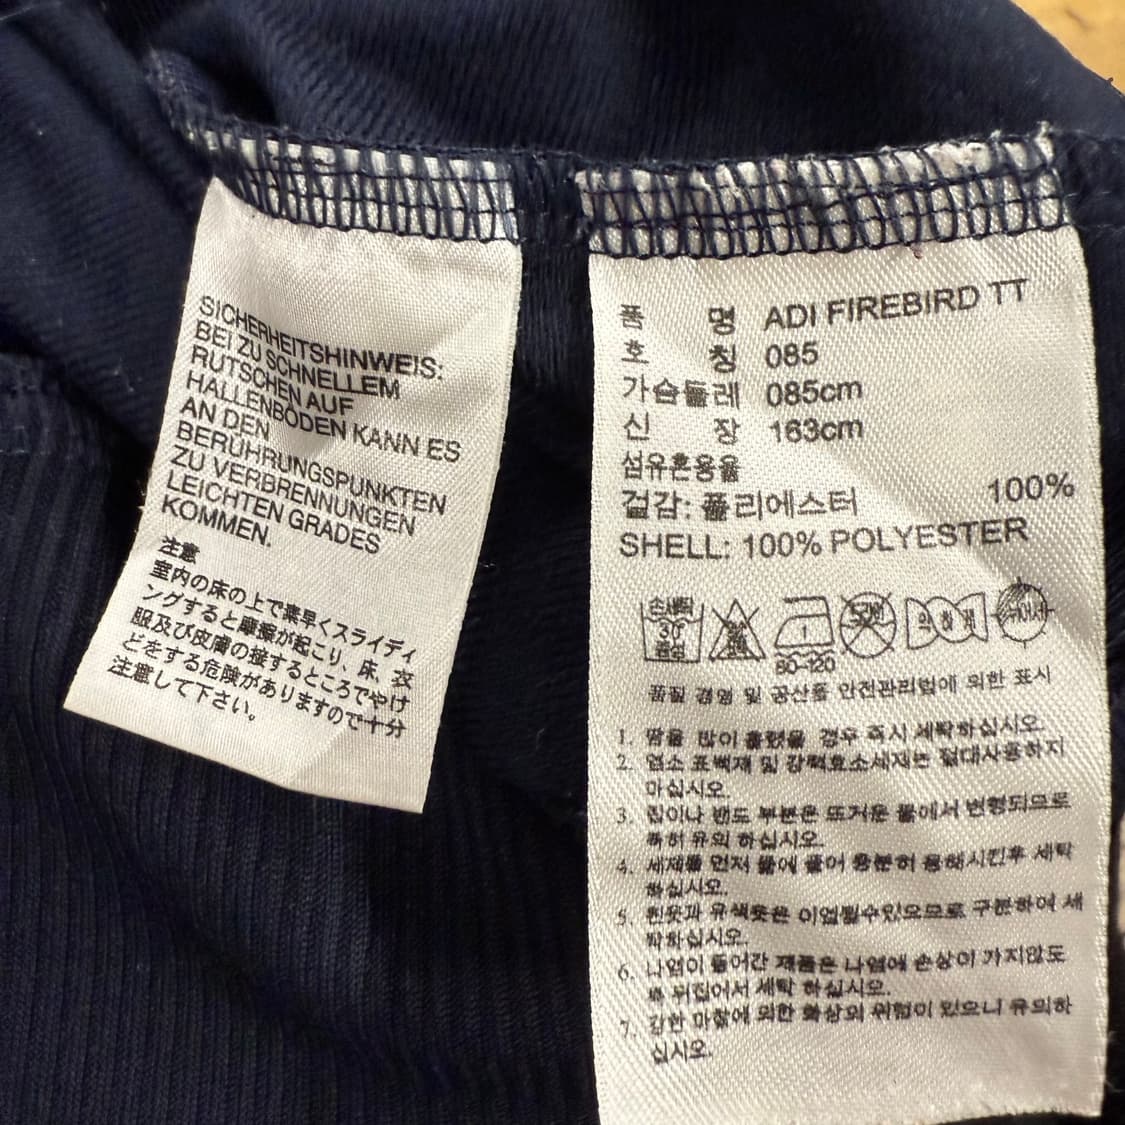 SICHERHEITSHINWEIS:
BEI ZU SCHNELLEM
RUTSCHEN AUF
HALLENBÖDEN KANN ES
AN DEN
BERÜHRUNGSPUNKTEN
ZU VERBRENNUNGEN
LEICHTEN GRADES
KOMMEN.
注意
室内の床の上で素早くスライディ
ングすると摩擦が起こり、床、衣
服及び皮膚の接するところでやけ
どをする危険がありますので十分
注意して下さい。
품 명 ADI FIREBIRD TT
호 칭 085
가슴둘레 085cm
신 장 163cm
섬유혼용율
겉감: 폴리에스터 100%
SHELL: 100% POLYESTER
손세탁
30°
중성
80-120
약하게
품질 경영 및 공산품 안전관리법에 의한 표시
1. 땀을 많이 흘렸을 경우 즉시 세탁하십시오.
2. 염소 표백제 및 강력효소세제는 절대사용하지
마십시오.
3. 집이나 밴드 부분은 뜨거운 물에서 변형되므로
특히 유의 하십시오.
4. 세제를 먼저 물에 풀어 충분히 용해시킨후 세탁
하십시오.
5. 흰옷과 유색옷은 이염될수있으므로 구분하여 세
탁하십시오.
6. 나염이 들어간 제품은 나염에 손상이 가지않도
록 뒤집어서 세탁 하십시오.
7. 강한 마찰에 의한 화상의 위험이 있으니 유의하
십시오.